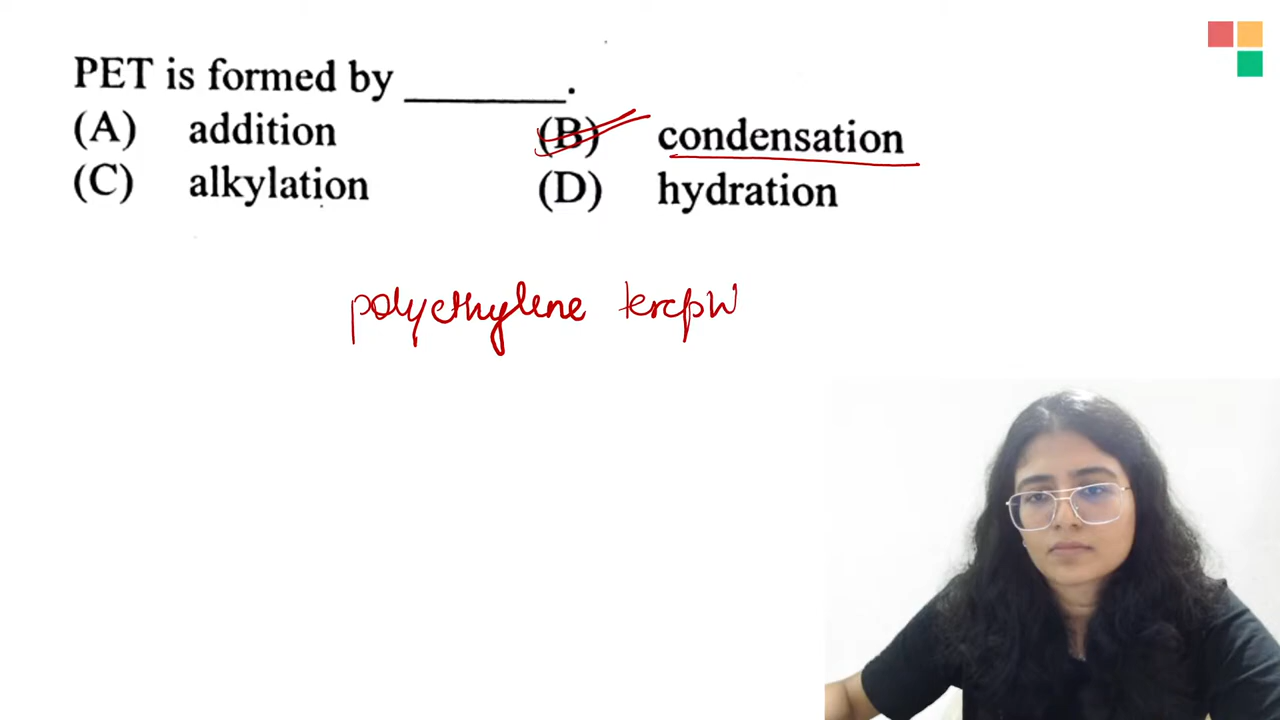 PET is formed by ________.
(A) addition (B) condensation
(C) alkylation (D) hydration
polyethylene